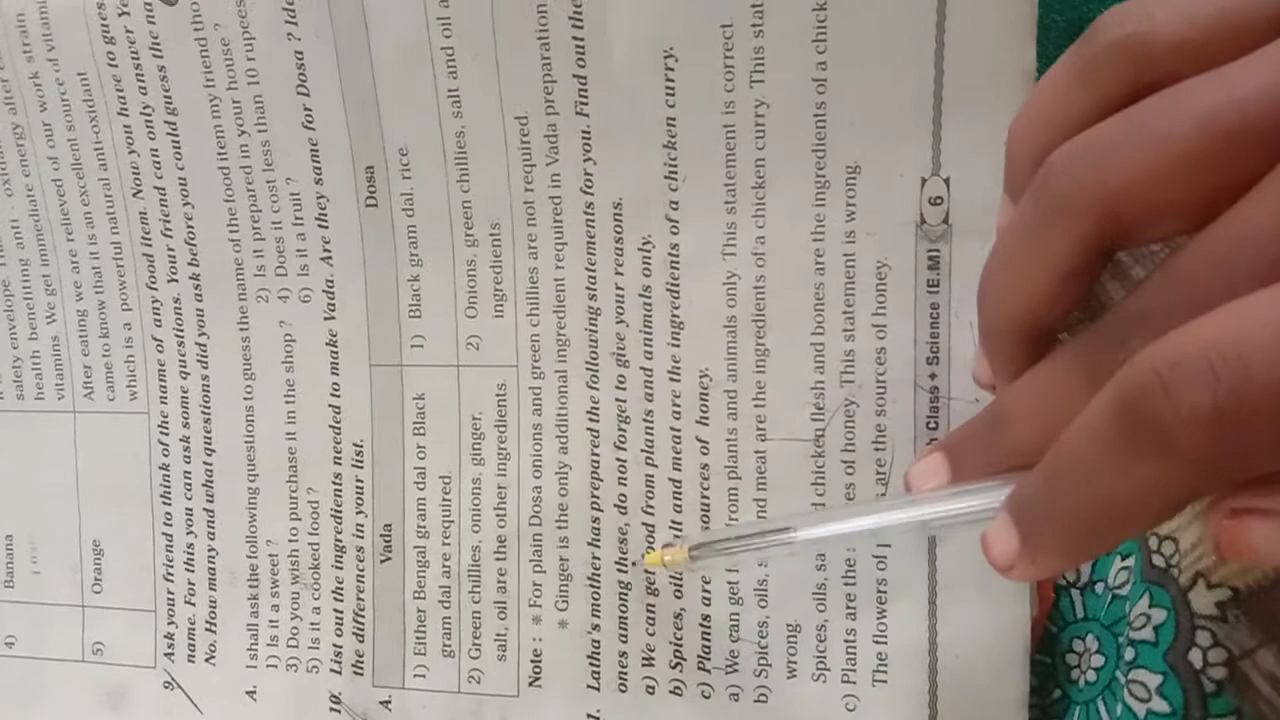 safety envelope
health benefitting anti oxidan
vitamins. We get immediate energy after
4) Banana
vitamins. We are relieved of our work strain.
5) Orange
After eating we are relieved source of vitami
came to know that it is an excellent source
which is a powerful natural anti-oxidant
9. Ask your friend to think of the name of any food item. Now you have to gues
name. For this you can ask some questions. Your friend can only answer Ye
No. How many and what questions did you ask before you could guess the na
A. I shall ask the following questions to guess the name of the food item my friend tho
1) Is it a sweet ? 2) Is it prepared in your house ?
3) Do you wish to purchase it in the shop ? 4) Does it cost less than 10 rupees
5) Is it a cooked food ? 6) Is it a fruit ?
10. List out the ingredients needed to make Vada. Are they same for Dosa ? Ide
the differences in your list.
A. Vada Dosa
1) Either Bengal gram dal or Black 1) Black gram dal, rice.
gram dal are required.
2) Green chillies, onions, ginger, 2) Onions, green chillies, salt and oil a
salt, oil are the other ingredients. ingredients
Note : * For plain Dosa onions and green chillies are not required.
* Ginger is the only additional ingredient required in Vada preparation.
1. Latha's mother has prepared the following statements for you. Find out the
ones among these, do not forget to give your reasons.
a) We can get food from plants and animals only.
b) Spices, oil salt and meat are the ingredients of a chicken curry.
c) Plants are sources of honey.
a) We can get from plants and animals only. This statement is correct.
b) Spices, oils, s nd meat are the ingredients of a chicken curry. This stat
wrong.
Spices, oils, sa d chicken flesh and bones are the ingredients of a chick
c) Plants are the s es of honey. This statement is wrong.
The flowers of p s are the sources of honey.
Class ✦ Science (E.M) 6